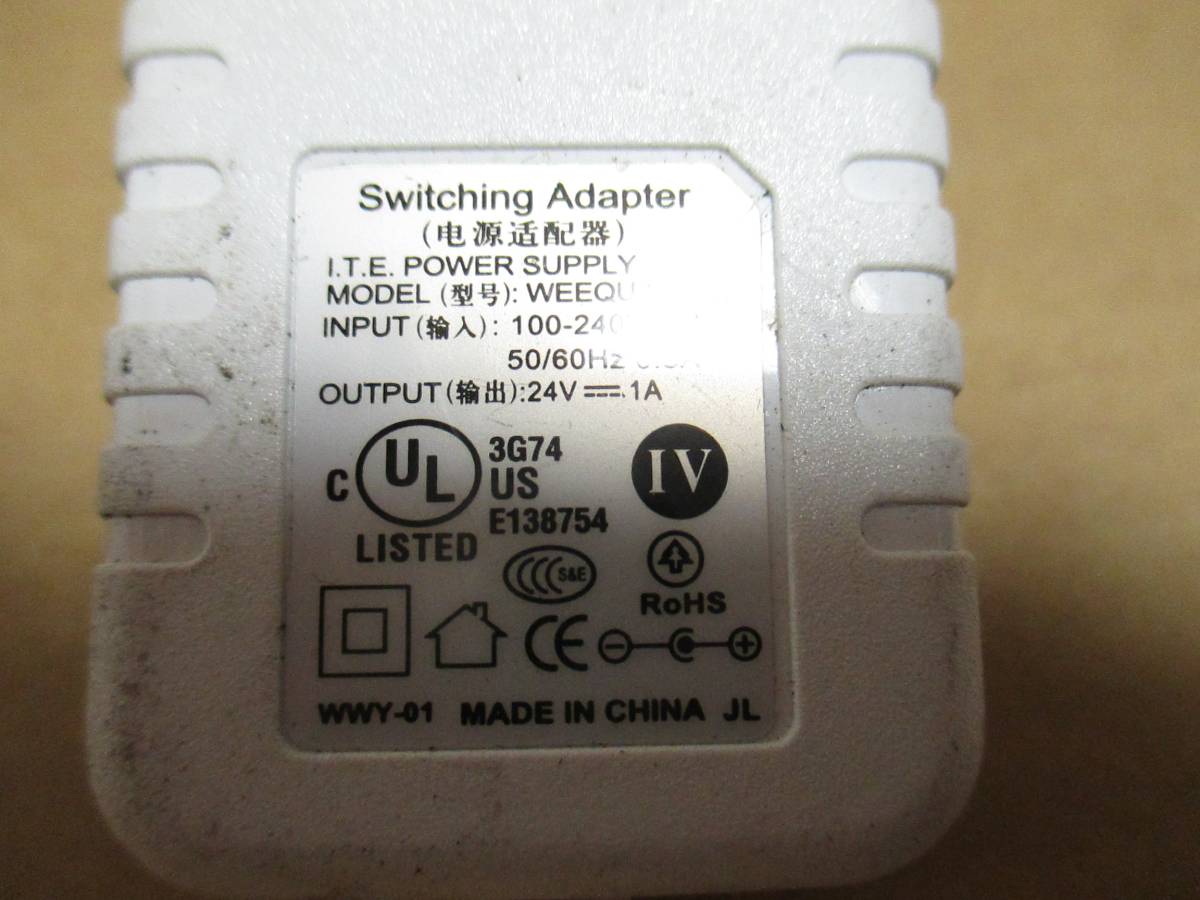 Switching Adapter
(电源适配器)
I.T.E. POWER SUPPLY
MODEL (型号):
INPUT (输入): 100-240
50/60Hz
OUTPUT (输出):24V⎓1A
C UL US
LISTED
3G74
E138754
IV
S&E
RoHS
CE
WWY-01 MADE IN CHINA JL